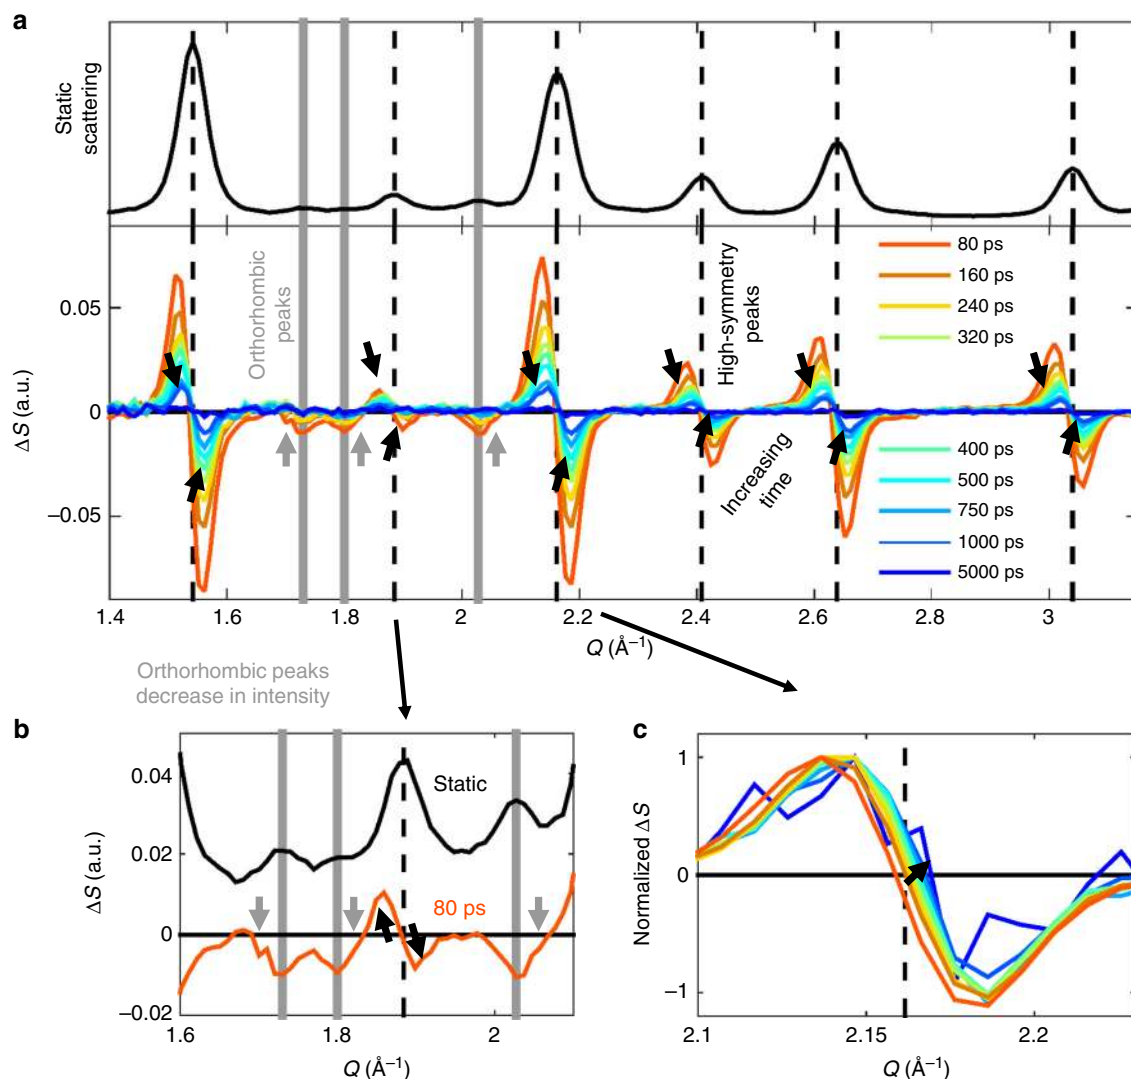 a
Static
scattering
Orthorhombic
peaks
High-symmetry
peaks
Increasing
time
80 ps
160 ps
240 ps
320 ps
400 ps
500 ps
750 ps
1000 ps
5000 ps
0.05
0
−0.05
ΔS (a.u.)
1.4
1.6
1.8
2
2.2
2.4
2.6
2.8
3
Q (Å⁻¹)
Orthorhombic peaks
decrease in intensity
b
Static
80 ps
0.04
0.02
0
−0.02
ΔS (a.u.)
1.6
1.8
2
Q (Å⁻¹)
c
1
0
−1
Normalized ΔS
2.1
2.15
2.2
Q (Å⁻¹)